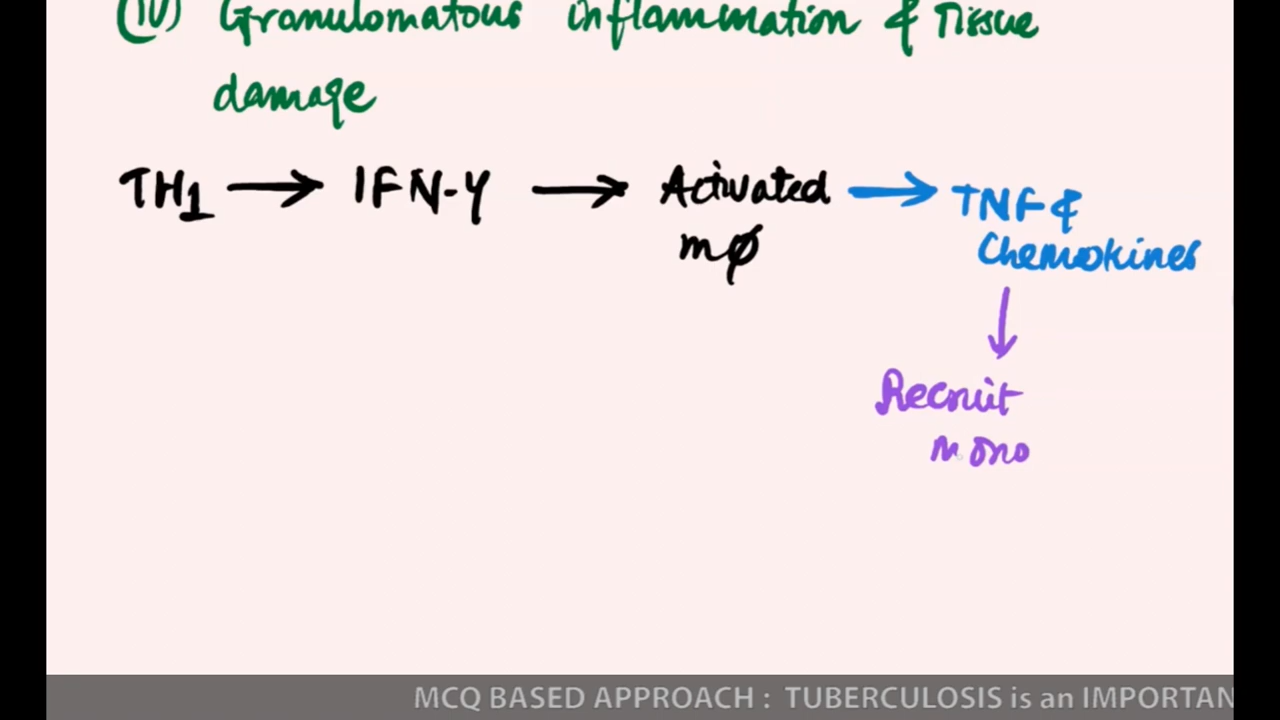 (IV) Granulomatous inflammation & Tissue
damage
TH1 → IFN-γ → Activated → TNF &
mφ Chemokines
↓
Recruit
mono
MCQ BASED APPROACH : TUBERCULOSIS is an IMPORTAN